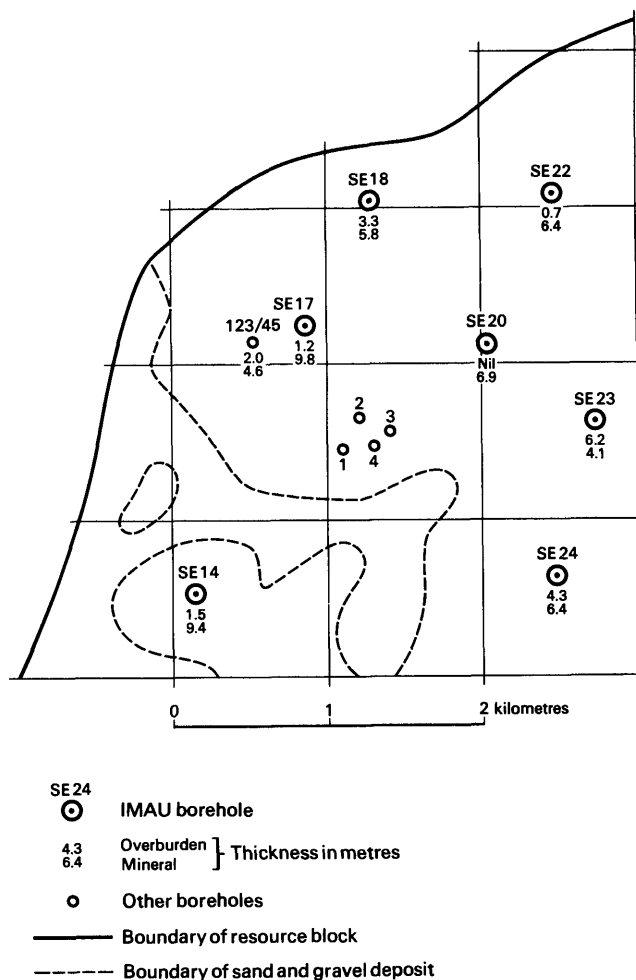 SE18
3.3
5.8
SE22
0.7
6.4
SE17
1.2
9.8
123/45
2.0
4.6
SE20
Nil
6.9
2
3
1
4
SE23
6.2
4.1
SE14
1.5
9.4
SE24
4.3
6.4
0 1 2 kilometres
SE24
IMAU borehole
4.3 Overburden
6.4 Mineral
Thickness in metres
Other boreholes
Boundary of resource block
Boundary of sand and gravel deposit